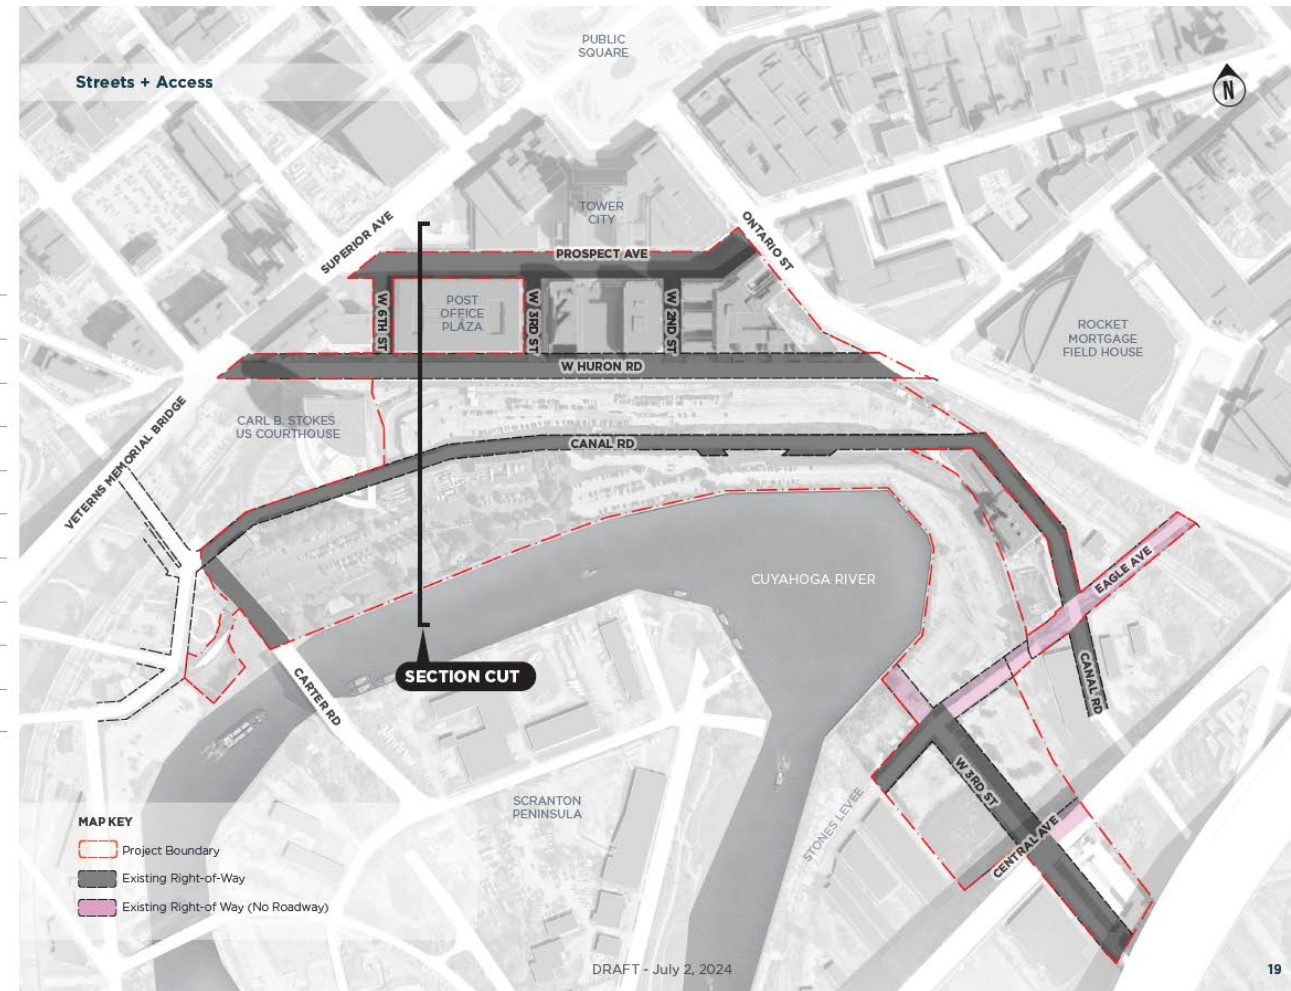 PUBLIC
SQUARE
Streets + Access
N
TOWER
CITY
SUPERIOR AVE
ONTARIO ST
PROSPECT AVE
W 6TH ST
POST
OFFICE
PLAZA
W 3RD ST
W 2ND ST
ROCKET
MORTGAGE
FIELD HOUSE
W HURON RD
CARL B. STOKES
US COURTHOUSE
VETERNS MEMORIAL BRIDGE
CANAL RD
CUYAHOGA RIVER
EAGLE AVE
SECTION CUT
CARTER RD
CANAL RD
W 3RD ST
STONES LEVEE
CENTRAL AVE
SCRANTON
PENINSULA
MAP KEY
Project Boundary
Existing Right-of-Way
Existing Right-of Way (No Roadway)
DRAFT - July 2, 2024
19